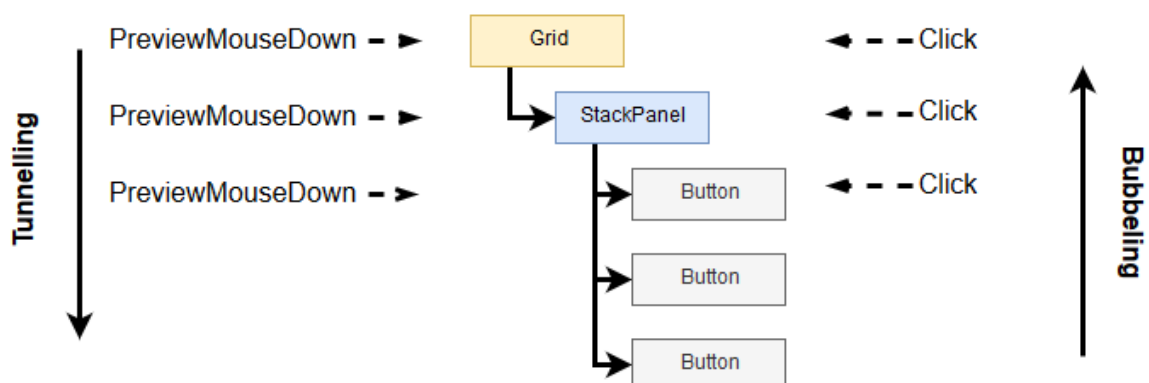 PreviewMouseDown
Grid
Click
PreviewMouseDown
StackPanel
Click
Tunnelling
PreviewMouseDown
Button
Click
Bubbeling
Button
Button